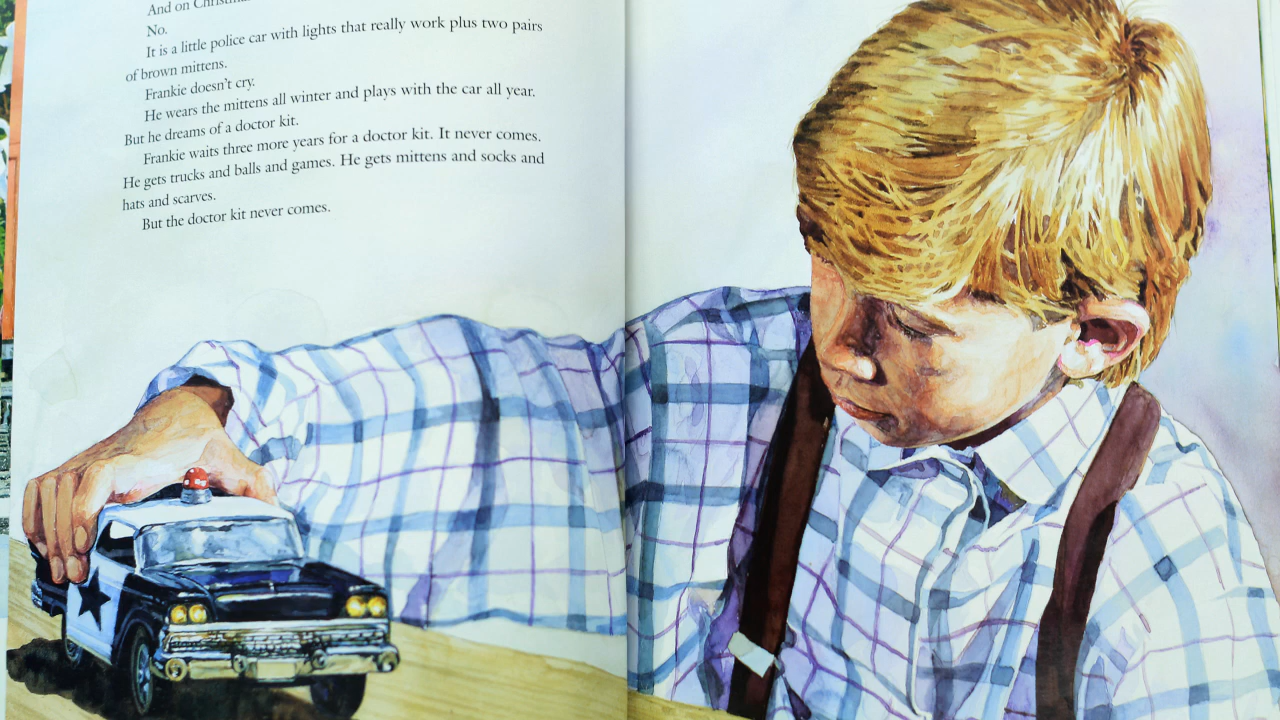 And on Christmas
No.
It is a little police car with lights that really work plus two pairs
of brown mittens.
Frankie doesn't cry.
He wears the mittens all winter and plays with the car all year.
But he dreams of a doctor kit.
Frankie waits three more years for a doctor kit. It never comes.
He gets trucks and balls and games. He gets mittens and socks and
hats and scarves.
But the doctor kit never comes.